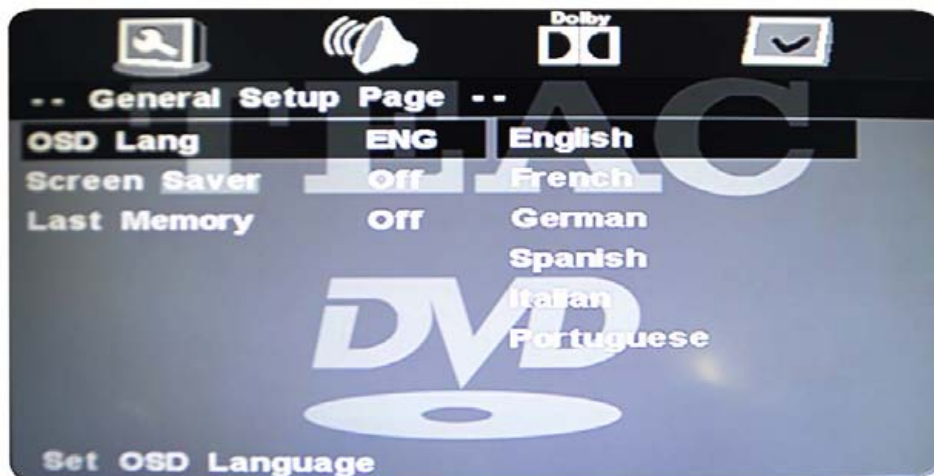 Dolby
TEAC
-- General Setup Page --
OSD Lang ENG English
Screen Saver Off French
Last Memory Off German
Spanish
Italian
Portuguese
DVD
Set OSD Language